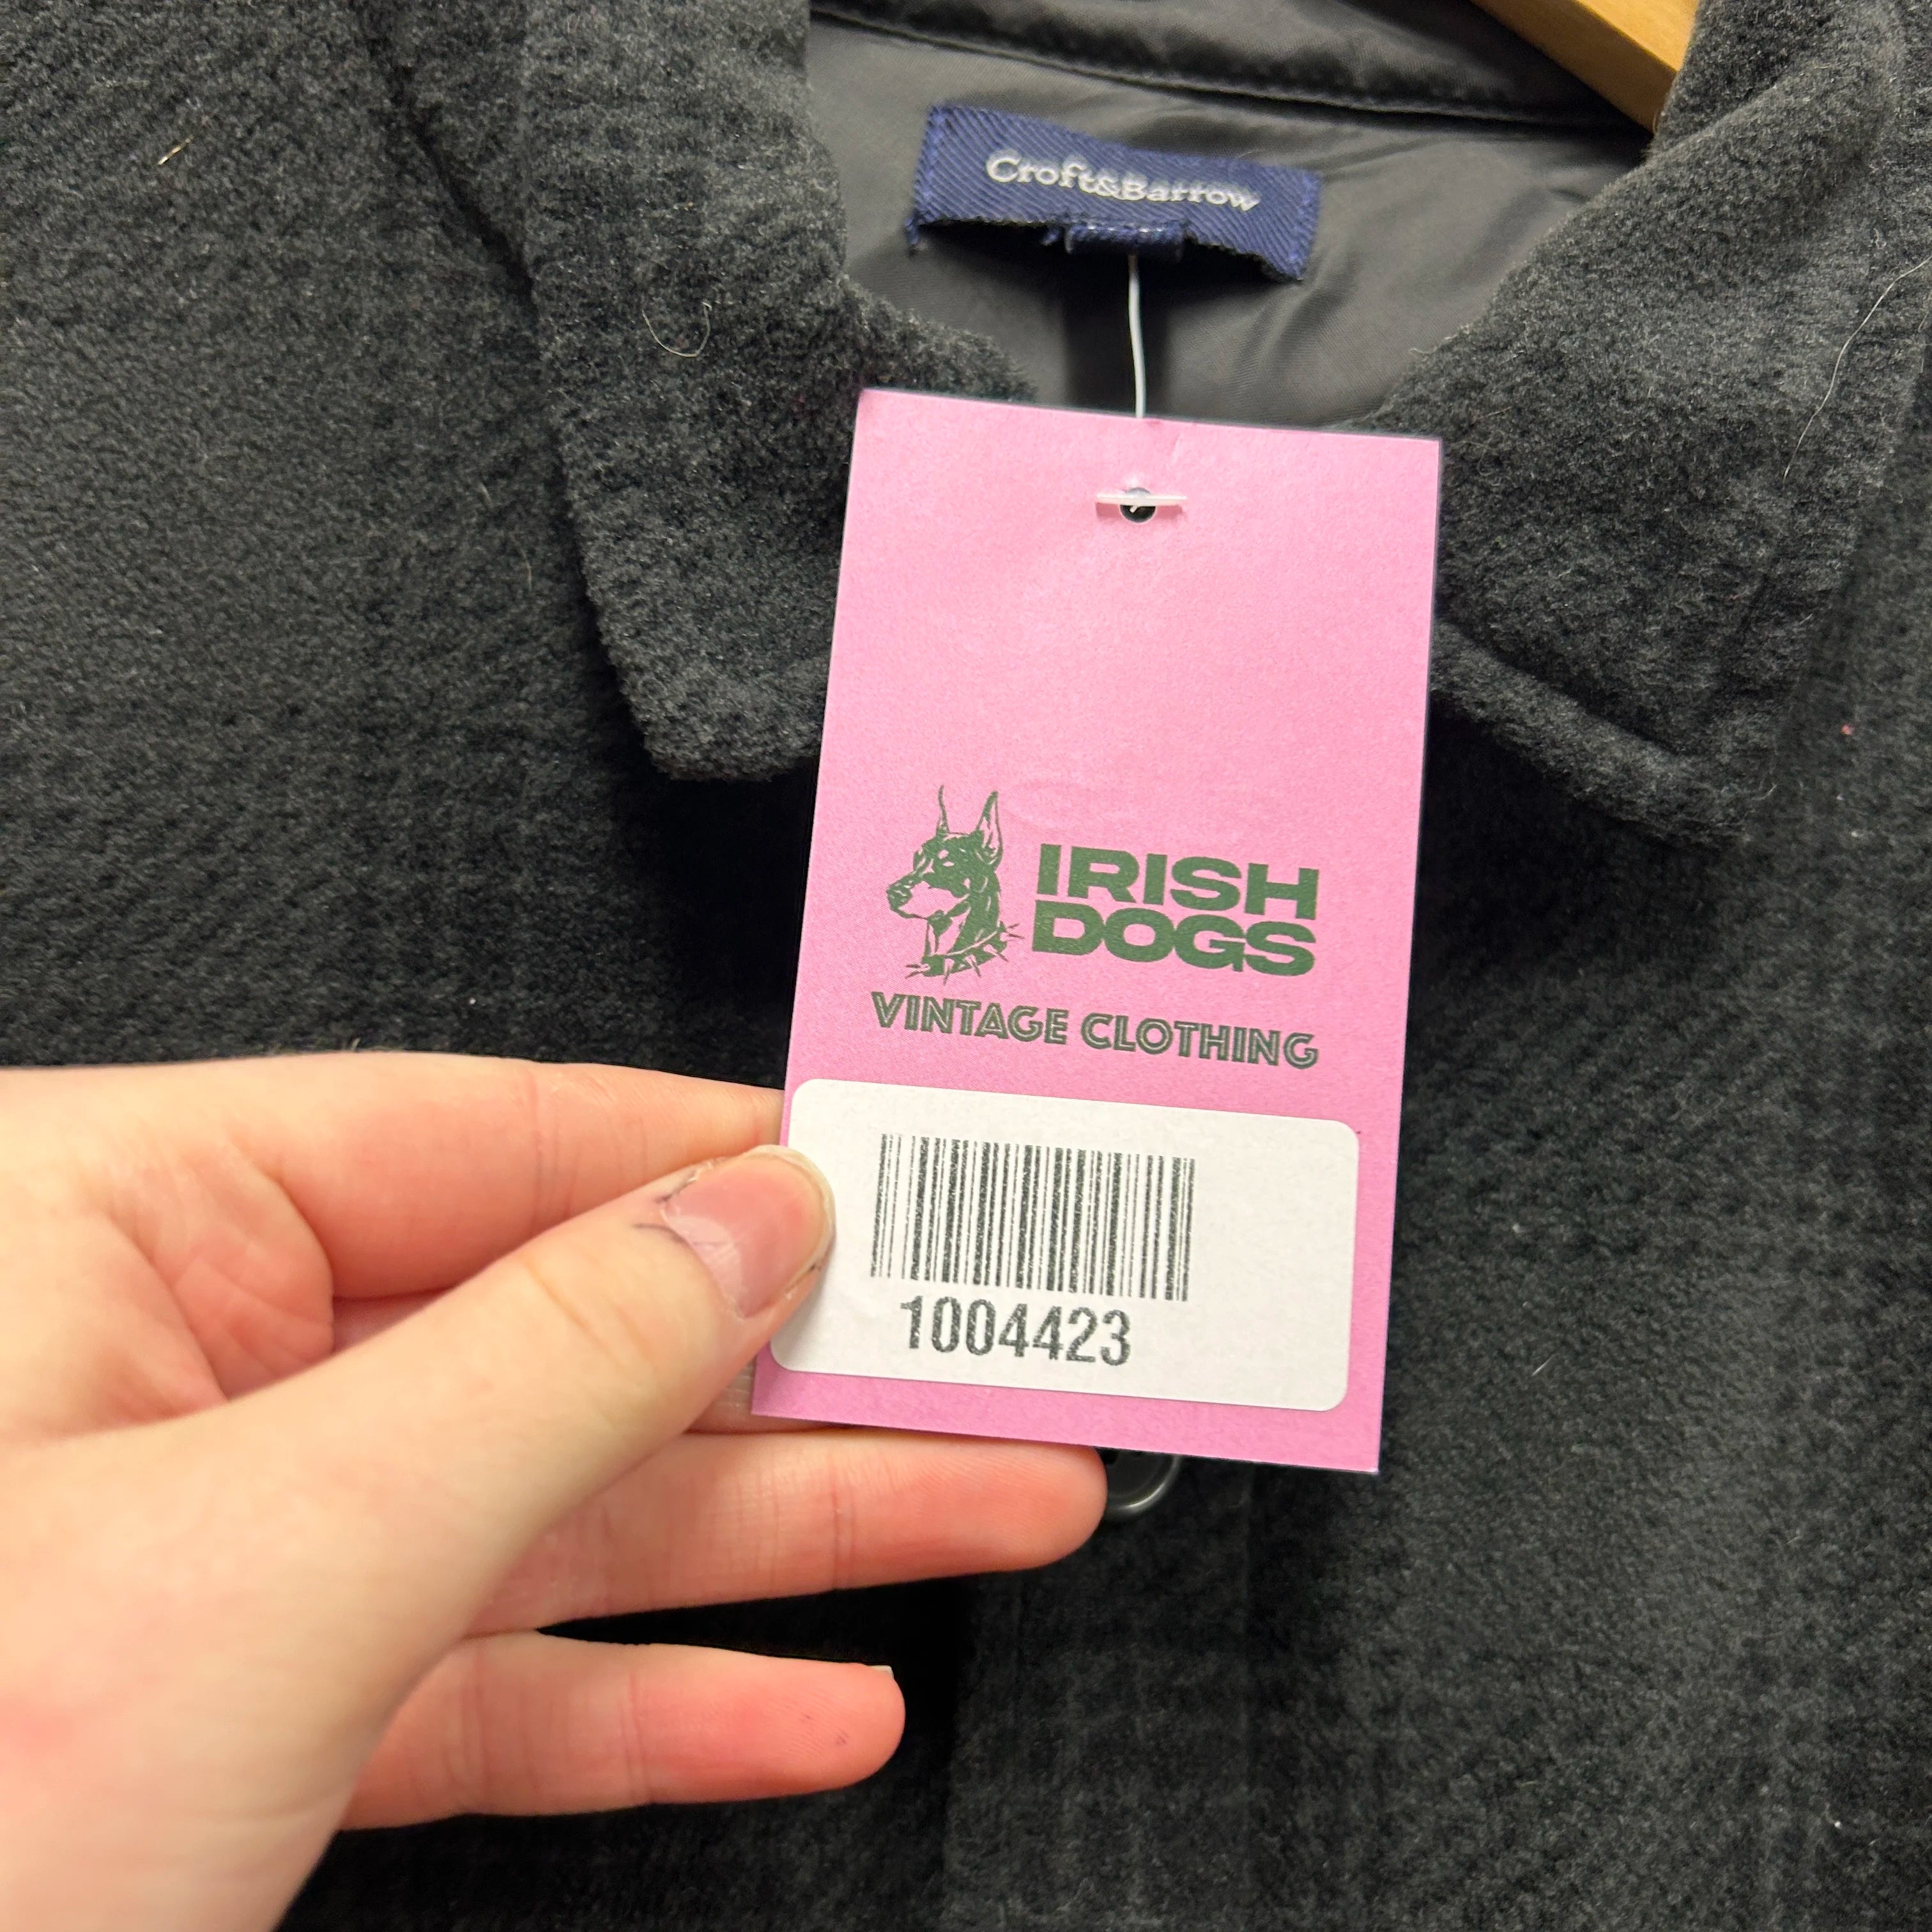 Croft&Barrow
IRISH
DOGS
VINTAGE CLOTHING
1004423